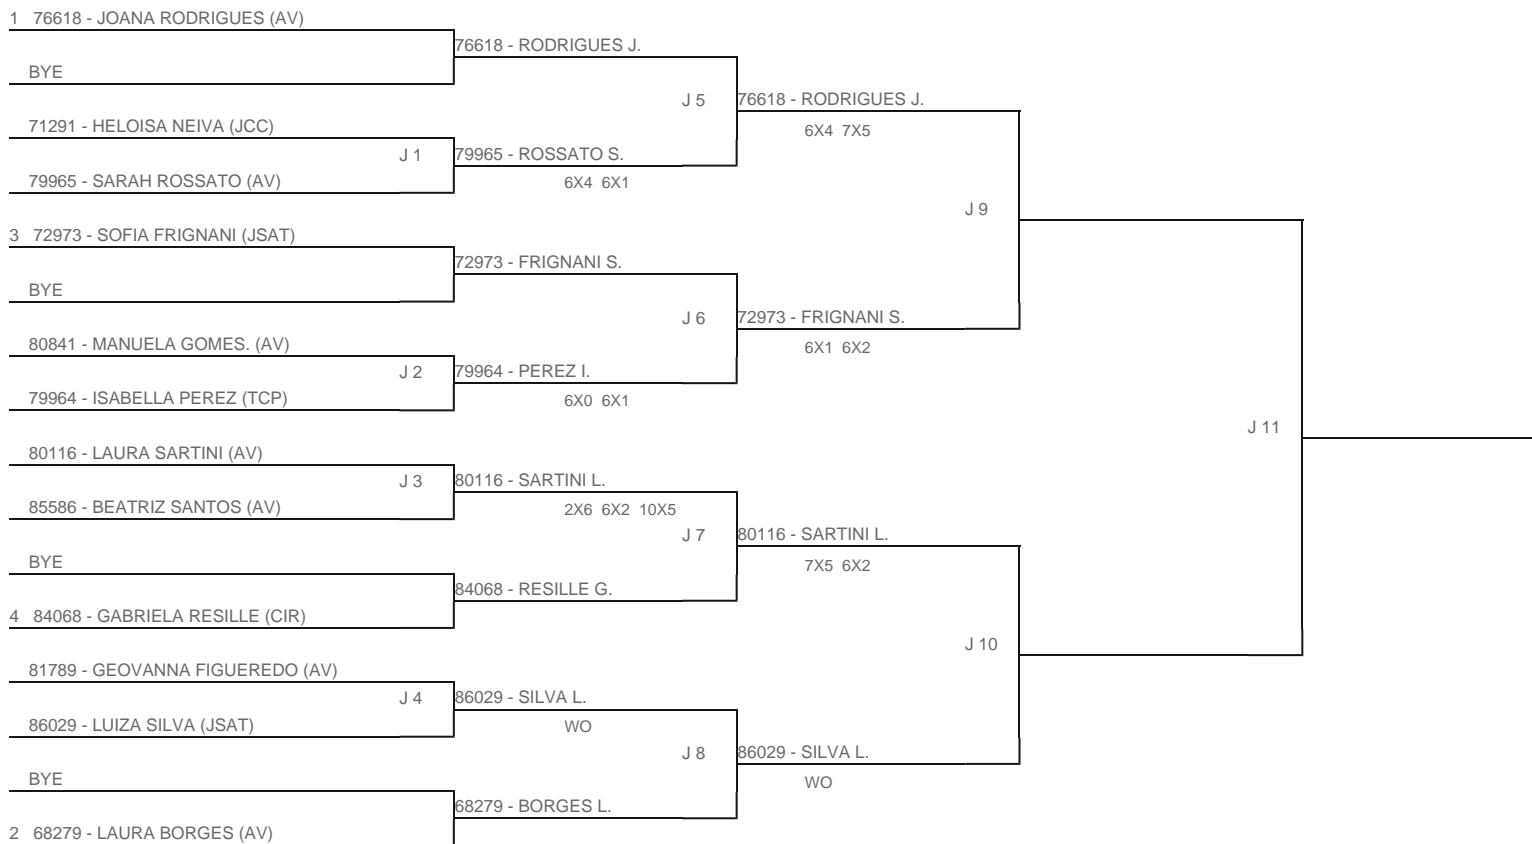 1 76618 - JOANA RODRIGUES (AV)
76618 - RODRIGUES J.
BYE
J 5
76618 - RODRIGUES J.
6X4 7X5
71291 - HELOISA NEIVA (JCC)
J 1
79965 - ROSSATO S.
79965 - SARAH ROSSATO (AV)
6X4 6X1
J 9
3 72973 - SOFIA FRIGNANI (JSAT)
72973 - FRIGNANI S.
BYE
J 6
72973 - FRIGNANI S.
6X1 6X2
80841 - MANUELA GOMES. (AV)
J 2
79964 - PEREZ I.
79964 - ISABELLA PEREZ (TCP)
6X0 6X1
J 11
80116 - LAURA SARTINI (AV)
J 3
80116 - SARTINI L.
85586 - BEATRIZ SANTOS (AV)
2X6 6X2 10X5
J 7
80116 - SARTINI L.
7X5 6X2
BYE
84068 - RESILLE G.
4 84068 - GABRIELA RESILLE (CIR)
J 10
81789 - GEOVANNA FIGUEREDO (AV)
J 4
86029 - SILVA L.
86029 - LUIZA SILVA (JSAT)
WO
J 8
86029 - SILVA L.
WO
BYE
68279 - BORGES L.
2 68279 - LAURA BORGES (AV)